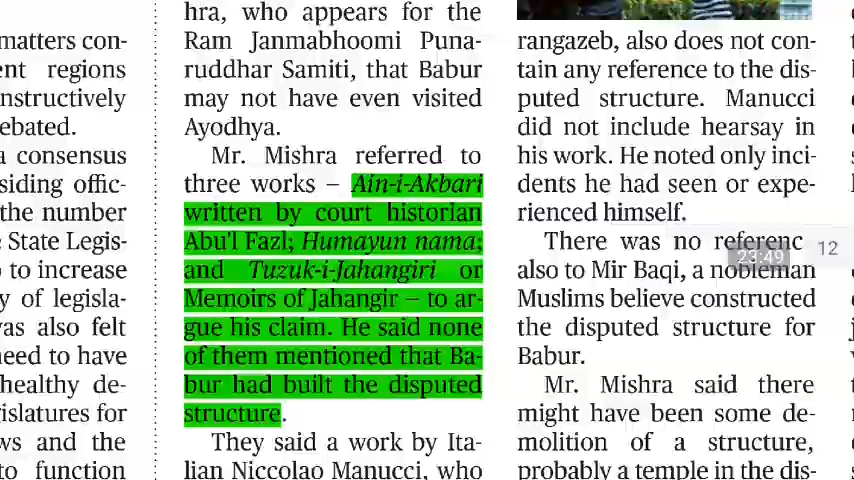 matters con-
ent regions
nstructively
ebated.
a consensus
siding offic-
the number
State Legis-
to increase
y of legisla-
was also felt
need to have
healthy de-
gislatures for
ws and the
to function
hra, who appears for the
Ram Janmabhoomi Puna-
ruddhar Samiti, that Babur
may not have even visited
Ayodhya.
Mr. Mishra referred to
three works – Ain-i-Akbari
written by court historian
Abu'l Fazl; Humayun nama;
and Tuzuk-i-Jahangiri or
Memoirs of Jahangir – to ar-
gue his claim. He said none
of them mentioned that Ba-
bur had built the disputed
structure.
They said a work by Ita-
lian Niccolao Manucci, who
rangazeb, also does not con-
tain any reference to the dis-
puted structure. Manucci
did not include hearsay in
his work. He noted only inci-
dents he had seen or expe-
rienced himself.
There was no referenc
also to Mir Baqi, a nobleman
Muslims believe constructed
the disputed structure for
Babur.
Mr. Mishra said there
might have been some de-
molition of a structure,
probably a temple in the dis-
23:49
12